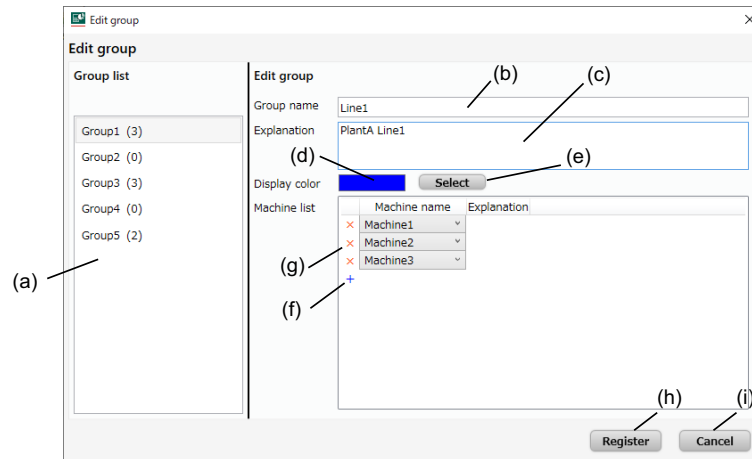 Edit group
Edit group
Group list
Edit group
(b)
(c)
Group name
Line1
Explanation
PlantA Line1
Group1 (3)
Group2 (0)
Group3 (3)
Group4 (0)
Group5 (2)
(d)
(e)
Display color
Select
Machine list
Machine name
Explanation
× Machine1
× Machine2
× Machine3
+
(a)
(g)
(f)
(h)
(i)
Register
Cancel